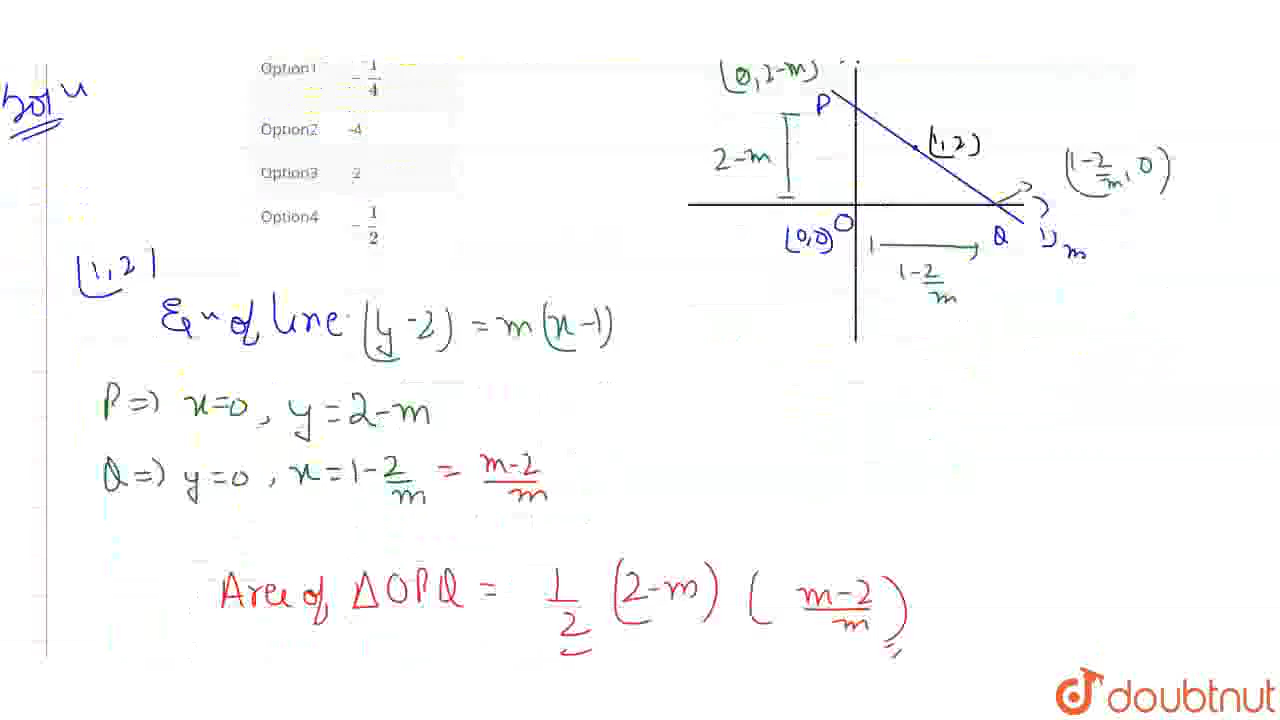 Solⁿ
Option1 -1/4
Option2 -4
Option3 -2
Option4 -1/2
(0, 2-m)
P
(1, 2)
2-m
(1-2/m, 0)
O
(0,0)
Q
m
1-2/m
(1,2)
Eqⁿ of line (y-2) = m(x-1)
P => x=0, y=2-m
Q => y=0, x=1-2/m = m-2/m
Area of ΔOPQ = 1/2 (2-m) (m-2/m)
doubtnut